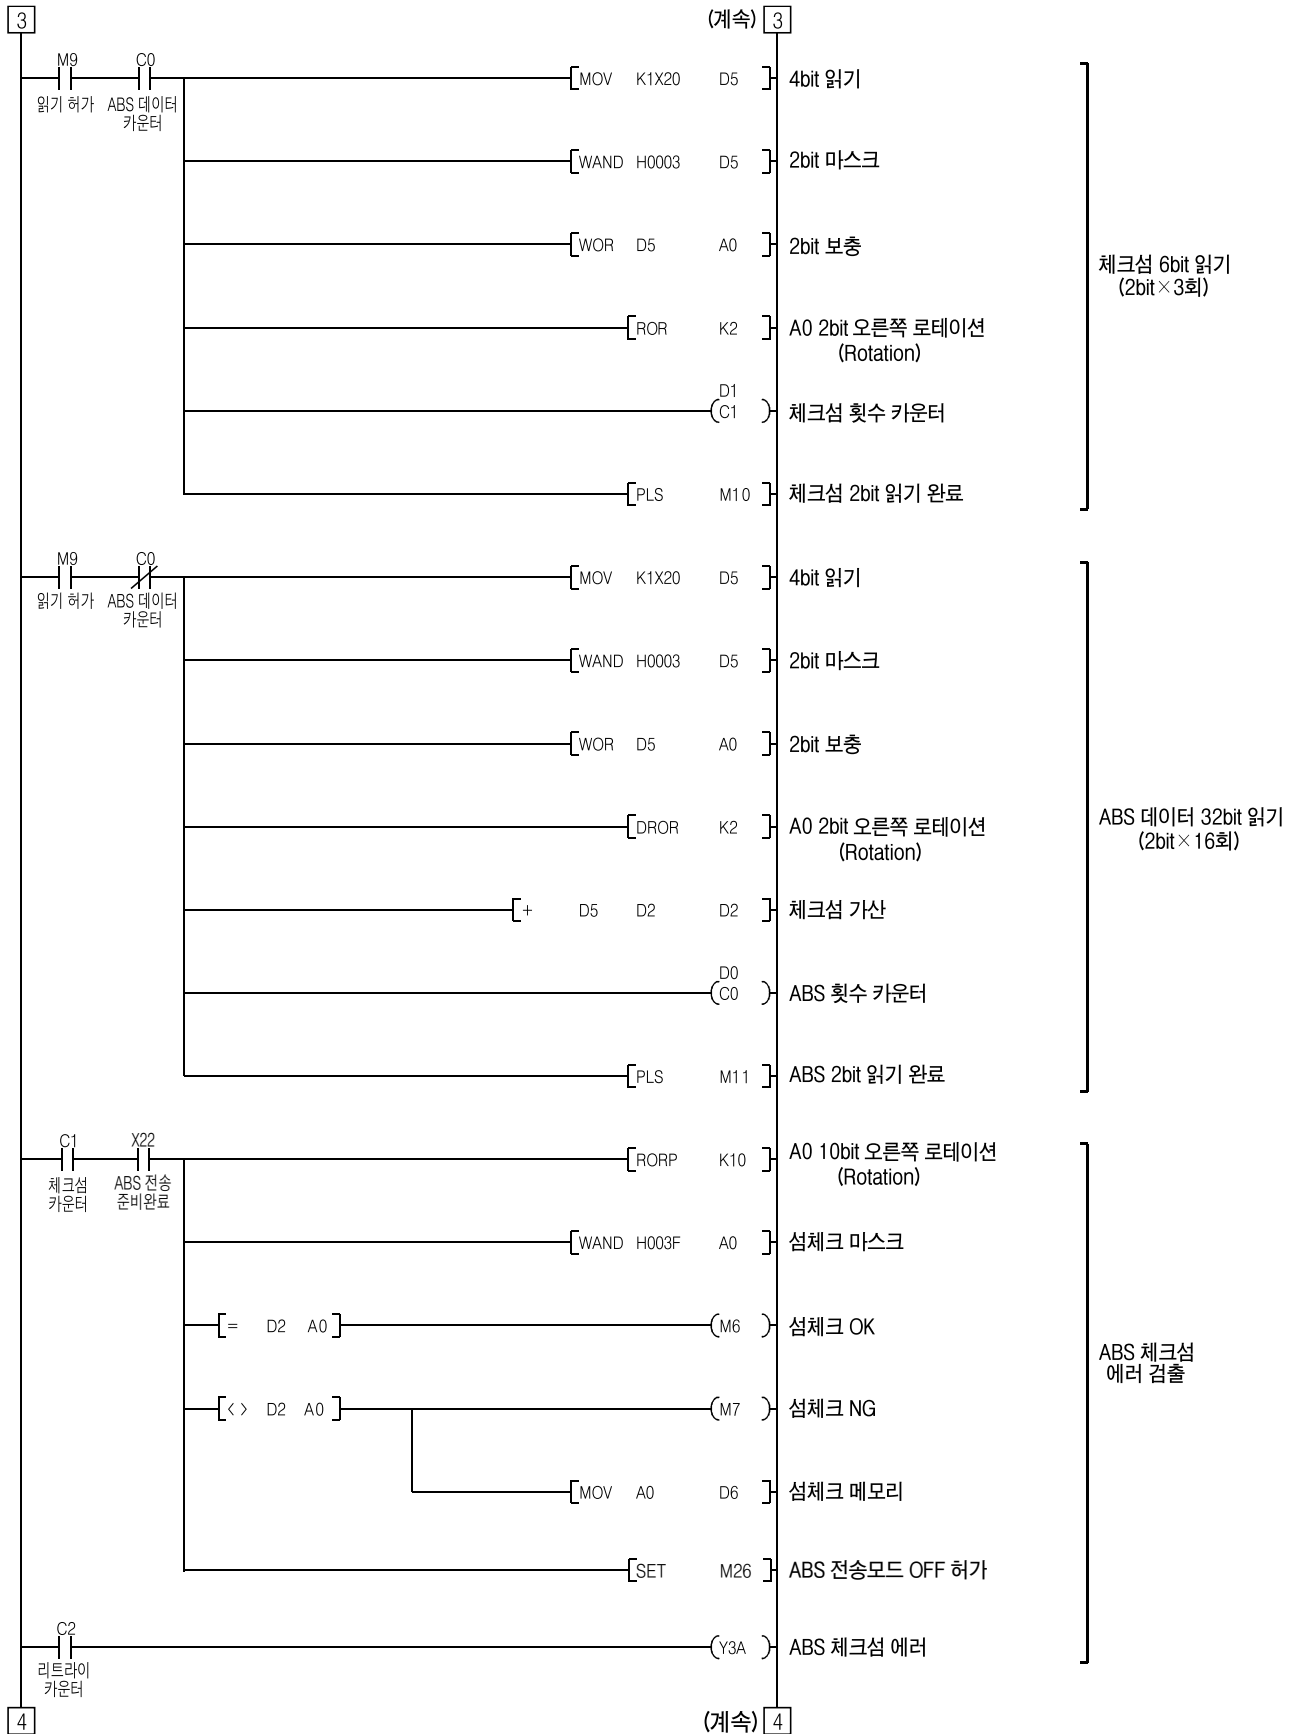 3 (계속) 3
M9 C0
MOV K1X20 D5 4bit 읽기
읽기 허가 ABS 데이터
카운터
WAND H0003 D5 2bit 마스크
WOR D5 A0 2bit 보충
체크섬 6bit 읽기
(2bit×3회)
ROR K2 A0 2bit 오른쪽 로테이션
(Rotation)
D1
C1 체크섬 횟수 카운터
PLS M10 체크섬 2bit 읽기 완료
M9 C0
MOV K1X20 D5 4bit 읽기
읽기 허가 ABS 데이터
카운터
WAND H0003 D5 2bit 마스크
WOR D5 A0 2bit 보충
DROR K2 A0 2bit 오른쪽 로테이션
(Rotation)
ABS 데이터 32bit 읽기
(2bit×16회)
+ D5 D2 D2 체크섬 가산
D0
C0 ABS 횟수 카운터
PLS M11 ABS 2bit 읽기 완료
C1 X22
RORP K10 A0 10bit 오른쪽 로테이션
(Rotation)
체크섬 ABS 전송
카운터 준비완료
WAND H003F A0 섬체크 마스크
= D2 A0 M6 섬체크 OK
ABS 체크섬
에러 검출
< > D2 A0 M7 섬체크 NG
MOV A0 D6 섬체크 메모리
SET M26 ABS 전송모드 OFF 허가
C2
Y3A ABS 체크섬 에러
리트라이
카운터
4 (계속) 4